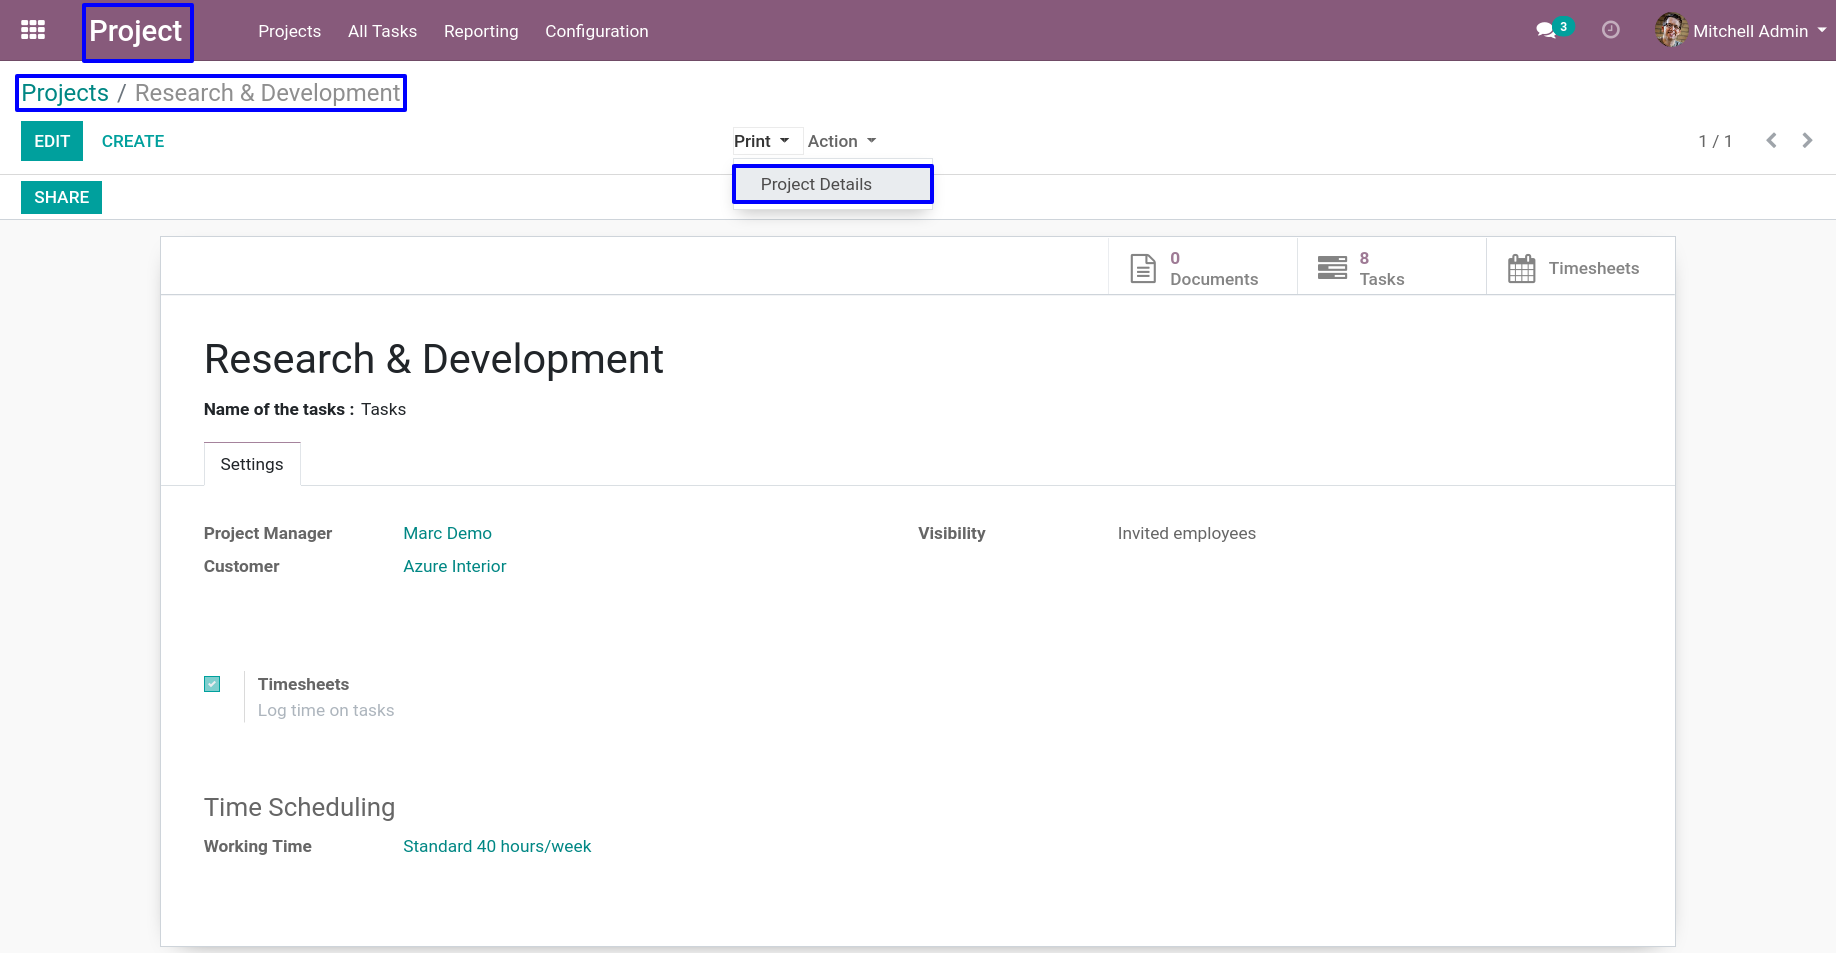 Project Projects All Tasks Reporting Configuration 3 Mitchell Admin
Projects / Research & Development
EDIT CREATE Print Action 1 / 1
Project Details
SHARE
0 Documents 8 Tasks Timesheets
Research & Development
Name of the tasks : Tasks
Settings
Project Manager Marc Demo Visibility Invited employees
Customer Azure Interior
Timesheets
Log time on tasks
Time Scheduling
Working Time Standard 40 hours/week